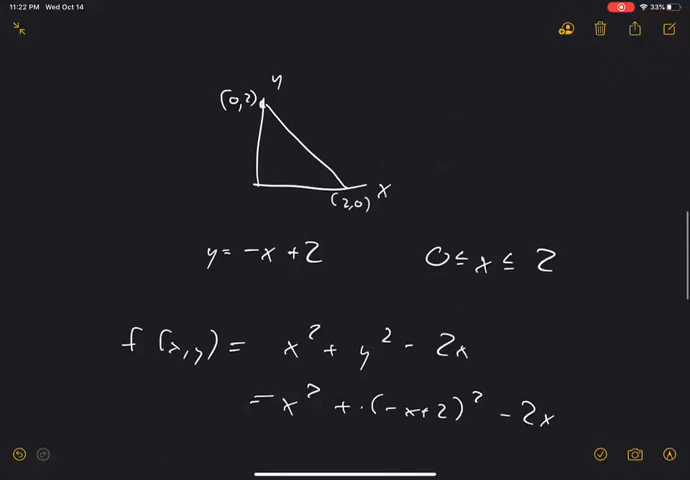 11:22 PM Wed Oct 14
33%
y
(0,2)
x
(2,0)
y = -x + 2
0 ≤ x ≤ 2
f (x,y) = x² + y² - 2x
= x² + (-x+2)² - 2x